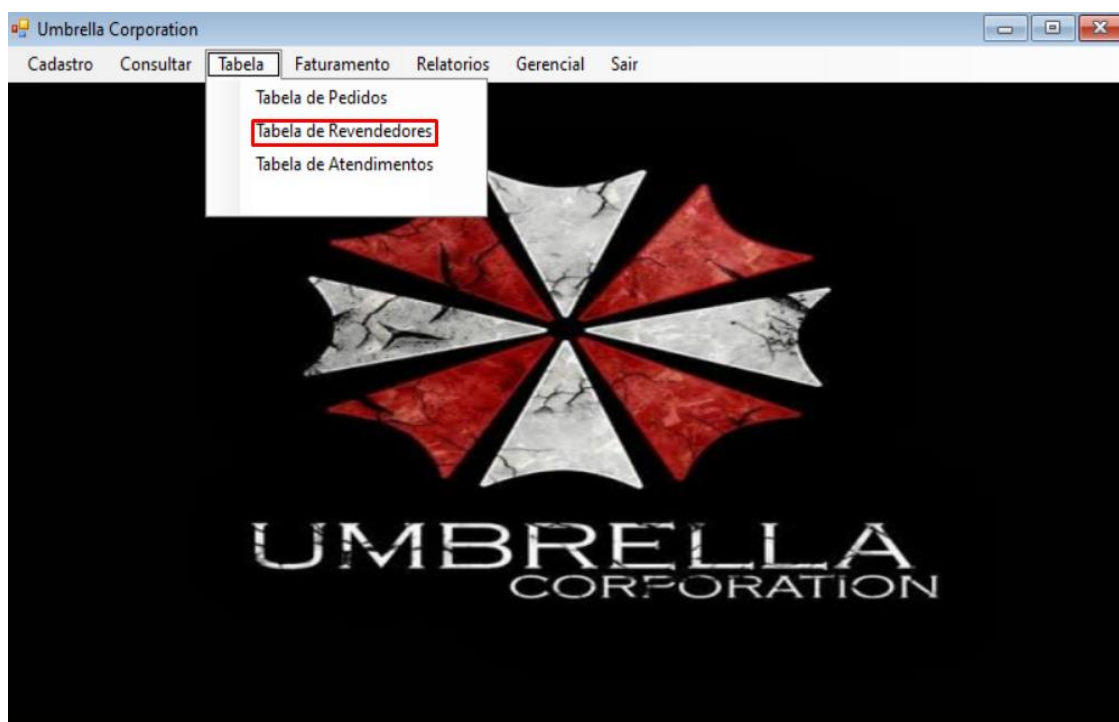 Umbrella Corporation
Cadastro Consultar Tabela Faturamento Relatorios Gerencial Sair
Tabela de Pedidos
Tabela de Revendedores
Tabela de Atendimentos
UMBRELLA
CORPORATION